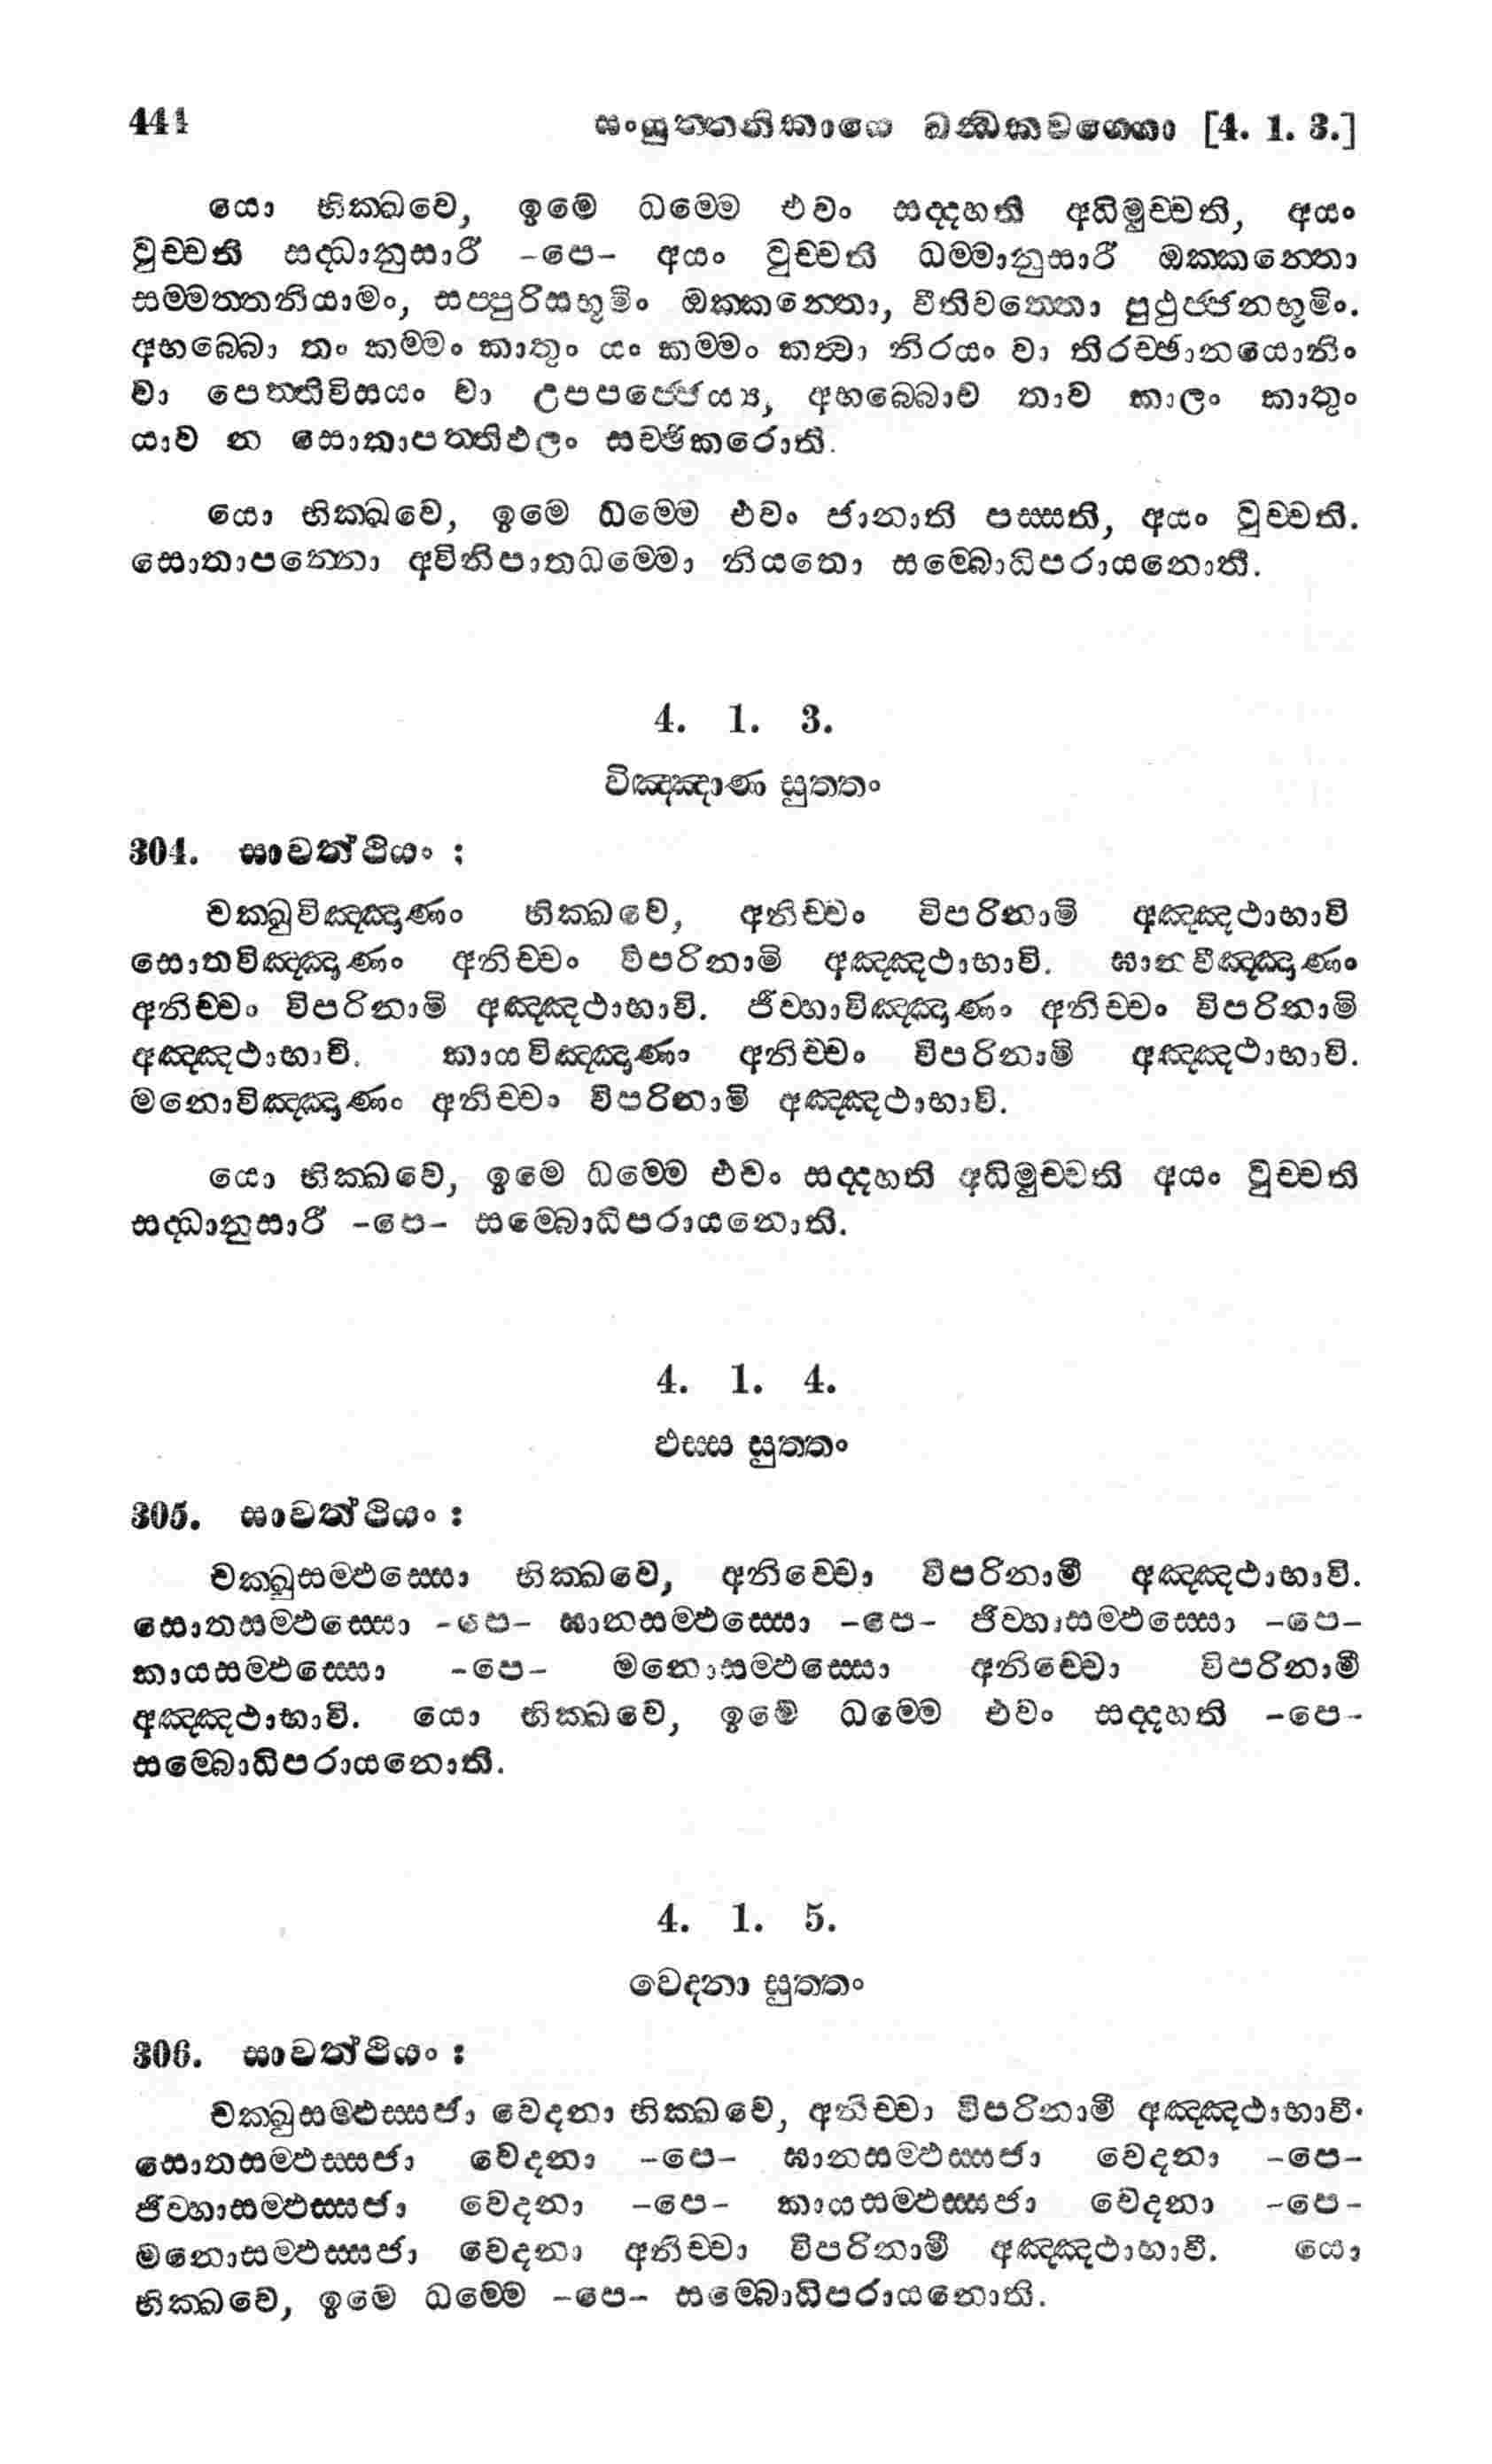 444 සංයුත්තනිකායෙ ඛන්ධකවග්ගො [4. 1. 3.]
යො භික්ඛවෙ, ඉමේ ධම්මෙ එවං සද්දහති අධිමුච්චති, අයං
වුච්චති සද්ධානුසාරී -පෙ- අයං වුච්චති ධම්මානුසාරී ඔක්කන්තො
සම්මත්තනියාමං, සප්පුරිසභූමිං ඔක්කන්තො, වීතිවත්තො පුථුජ්ජනභූමිං.
අභබ්බො තං කම්මං කාතුං යං කම්මං කත්වා නිරයං වා තිරච්ඡානයොනිං
වා පෙත්තිවිසයං වා උපපජ්ජෙය්‍ය, අභබ්බොව තාව කාලං කාතුං
යාව න සොතාපත්තිඵලං සච්ඡිකරොති.
යො භික්ඛවෙ, ඉමෙ ධම්මෙ එවං ජානාති පස්සති, අයං වුච්චති.
සොතාපන්නො අවිනිපාතධම්මො නියතො සම්බොධිපරායනොති.
4. 1. 3.
විඤ්ඤාණ සුත්තං
304. සාවත්ථියං :
චක්ඛුවිඤ්ඤාණං භික්ඛවෙ, අනිච්චං විපරිනාමි අඤ්ඤථාභාවි
සොතවිඤ්ඤාණං අනිච්චං විපරිනාමි අඤ්ඤථාභාවි. ඝානවිඤ්ඤාණං
අනිච්චං විපරිනාමි අඤ්ඤථාභාවි. ජිව්හාවිඤ්ඤාණං අනිච්චං විපරිනාමි
අඤ්ඤථාභාවි. කායවිඤ්ඤාණං අනිච්චං විපරිනාමි අඤ්ඤථාභාවි.
මනොවිඤ්ඤාණං අනිච්චං විපරිනාමි අඤ්ඤථාභාවි.
යො භික්ඛවෙ, ඉමෙ ධම්මෙ එවං සද්දහති අධිමුච්චති අයං වුච්චති
සද්ධානුසාරී -පෙ- සම්බොධිපරායනොති.
4. 1. 4.
ඵස්ස සුත්තං
305. සාවත්ථියං :
චක්ඛුසම්ඵස්සො භික්ඛවෙ, අනිච්චො විපරිනාමී අඤ්ඤථාභාවි.
සොතසම්ඵස්සො -පෙ- ඝානසම්ඵස්සො -පෙ- ජිව්හාසම්ඵස්සො -පෙ-
කායසම්ඵස්සො -පෙ- මනොසම්ඵස්සො අනිච්චො විපරිනාමී
අඤ්ඤථාභාවි. යො භික්ඛවෙ, ඉමෙ ධම්මෙ එවං සද්දහති -පෙ-
සම්බොධිපරායනොති.
4. 1. 5.
වෙදනා සුත්තං
306. සාවත්ථියං :
චක්ඛුසම්ඵස්සජා වෙදනා භික්ඛවෙ, අනිච්චා විපරිනාමී අඤ්ඤථාභාවී.
සොතසම්ඵස්සජා වෙදනා -පෙ- ඝානසම්ඵස්සජා වෙදනා -පෙ-
ජිව්හාසම්ඵස්සජා වෙදනා -පෙ- කායසම්ඵස්සජා වෙදනා -පෙ-
මනොසම්ඵස්සජා වෙදනා අනිච්චා විපරිනාමී අඤ්ඤථාභාවී. යො
භික්ඛවෙ, ඉමෙ ධම්මෙ -පෙ- සම්බොධිපරායනොති.